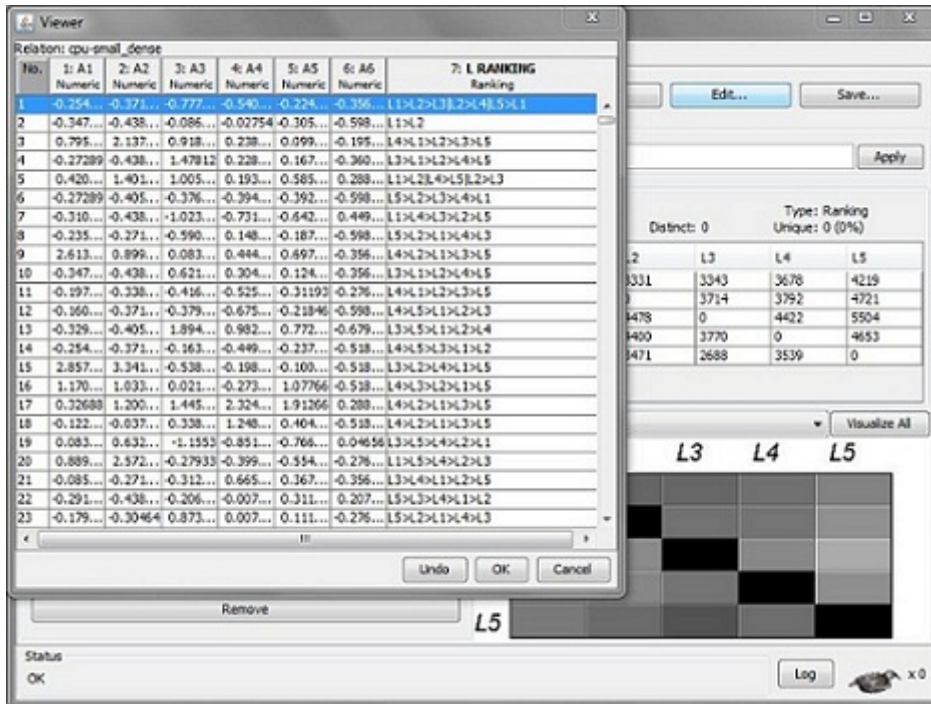 Viewer
Relation: cpu-small_dense
No. 1: A1 2: A2 3: A3 4: A4 5: A5 6: A6 7: L RANKING
Numeric Numeric Numeric Numeric Numeric Numeric Ranking
1 -0.254... -0.371... -0.777... -0.540... -0.224... -0.356... L1>L2>L3|L2>L4|L5>L1
2 -0.347... -0.438... -0.086... -0.02754 -0.305... -0.598... L1>L2
3 0.795... 2.137... 0.918... 0.238... 0.099... -0.195... L4>L1>L2>L3>L5
4 -0.27289 -0.438... 1.47812 0.228... 0.167... -0.360... L3>L1>L2>L4>L5
5 0.420... 1.401... 1.005... 0.193... 0.585... 0.288... L1>L2|L4>L5|L2>L3
6 -0.27289 -0.405... -0.376... -0.394... -0.392... -0.598... L5>L2>L3>L4>L1
7 -0.310... -0.438... -1.023... -0.731... -0.642... 0.449... L1>L4>L3>L2>L5
8 -0.235... -0.271... -0.590... 0.148... -0.187... -0.598... L5>L2>L1>L4>L3
9 2.613... 0.899... 0.083... 0.444... 0.697... -0.356... L4>L2>L1>L3>L5
10 -0.347... -0.438... 0.621... 0.304... 0.124... -0.356... L3>L1>L2>L4>L5
11 -0.197... -0.338... -0.416... -0.525... -0.31193 -0.276... L4>L1>L2>L3>L5
12 -0.160... -0.371... -0.379... -0.675... -0.21846 -0.598... L4>L5>L1>L2>L3
13 -0.329... -0.405... 1.894... 0.982... 0.772... -0.679... L3>L5>L1>L2>L4
14 -0.254... -0.371... -0.163... -0.449... -0.237... -0.518... L4>L5>L3>L1>L2
15 2.857... 3.341... -0.538... -0.198... -0.100... -0.518... L3>L2>L4>L1>L5
16 1.170... 1.033... 0.021... -0.273... 1.07766 -0.518... L4>L3>L2>L1>L5
17 0.32688 1.200... 1.445... 2.324... 1.91266 0.288... L4>L2>L1>L3>L5
18 -0.122... -0.037... 0.338... 1.248... 0.404... -0.518... L4>L2>L1>L3>L5
19 0.083... 0.632... -1.1553 -0.851... -0.766... 0.04656 L3>L5>L4>L2>L1
20 0.889... 2.572... -0.27933 -0.399... -0.554... -0.276... L1>L5>L4>L2>L3
21 -0.085... -0.271... -0.312... 0.665... 0.367... -0.356... L3>L4>L1>L2>L5
22 -0.291... -0.438... -0.206... -0.007... 0.311... 0.207... L5>L3>L4>L1>L2
23 -0.179... -0.30464 0.873... 0.007... 0.111... -0.276... L5>L2>L1>L4>L3
Undo OK Cancel
Edit... Save...
Apply
Type: Ranking
Distinct: 0 Unique: 0 (0%)
L3 L4 L5
3343 3678 4219
3714 3792 4721
4478 0 4422 5504
4400 3770 0 4653
3471 2688 3539 0
Visualize All
L3 L4 L5
L5
Remove
Status
OK
Log x 0